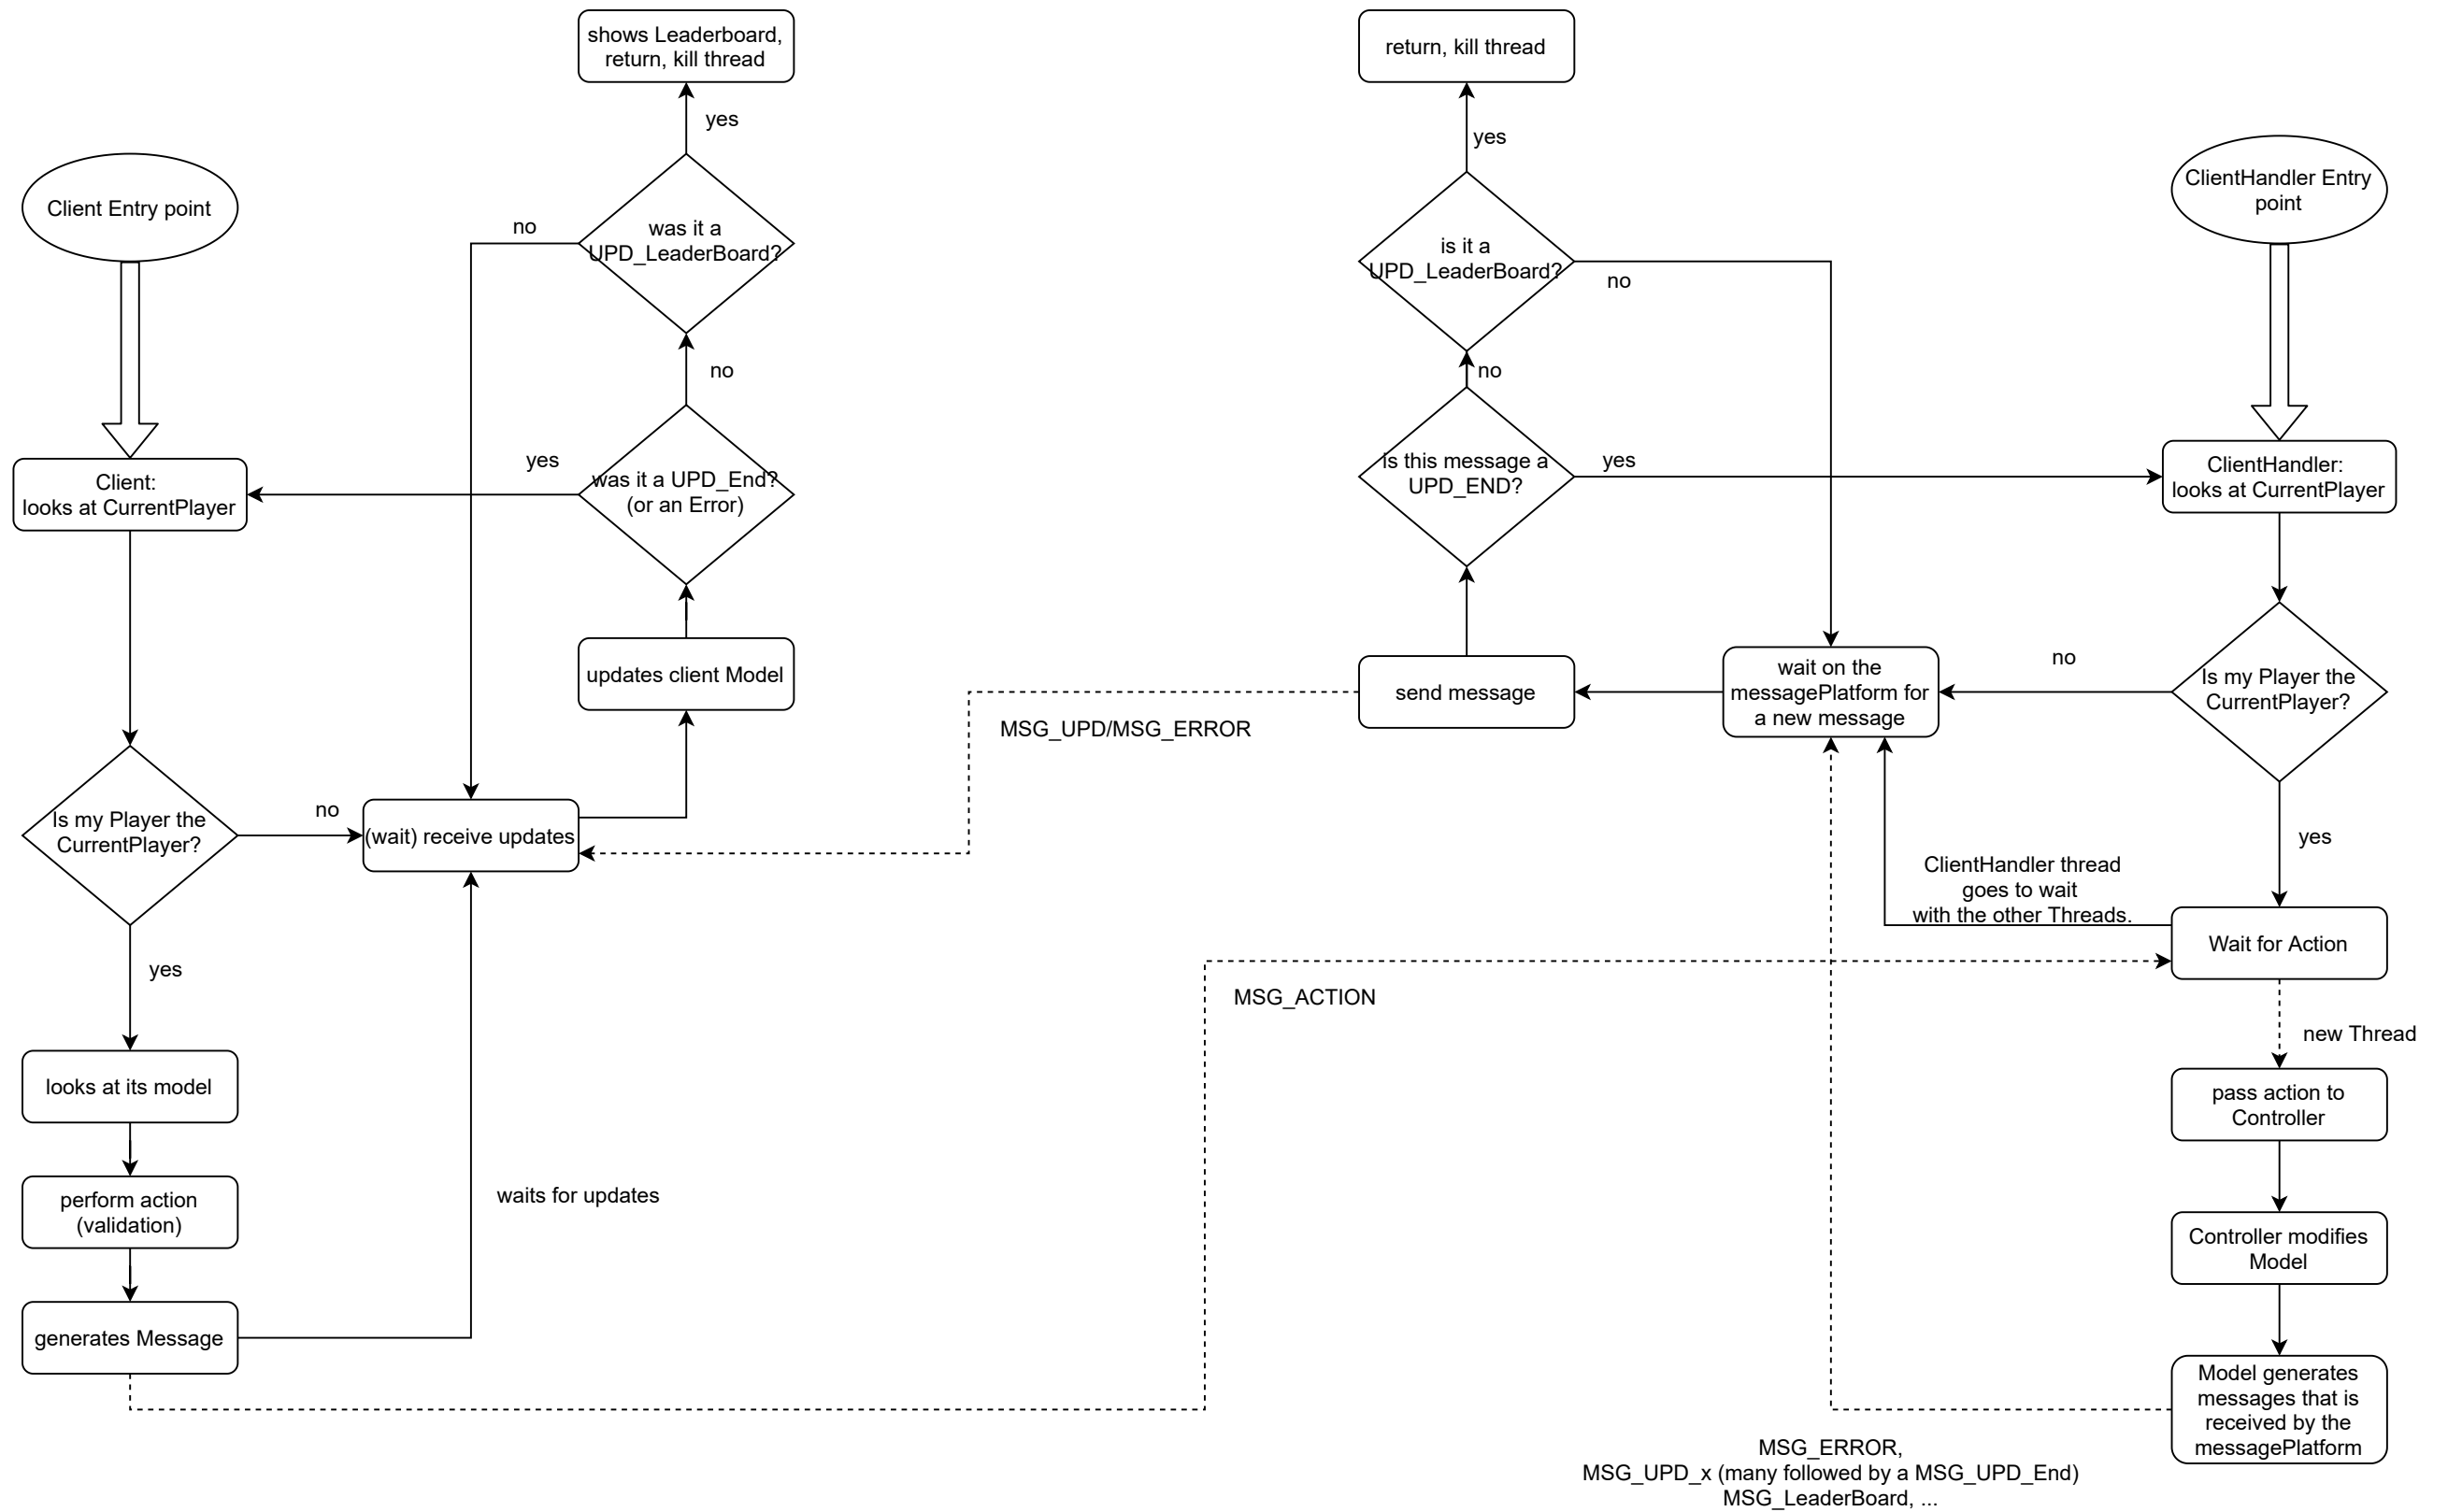 shows Leaderboard,
return, kill thread
yes
Client Entry point
was it a
UPD_LeaderBoard?
no
no
Client:
looks at CurrentPlayer
yes
was it a UPD_End?
(or an Error)
updates client Model
Is my Player the
CurrentPlayer?
no
(wait) receive updates
yes
looks at its model
perform action
(validation)
waits for updates
generates Message
return, kill thread
yes
is it a
UPD_LeaderBoard?
no
no
Is this message a
UPD_END?
yes
ClientHandler Entry
point
ClientHandler:
looks at CurrentPlayer
send message
MSG_UPD/MSG_ERROR
wait on the
messagePlatform for
a new message
no
Is my Player the
CurrentPlayer?
yes
ClientHandler thread
goes to wait
with the other Threads.
Wait for Action
MSG_ACTION
new Thread
pass action to
Controller
Controller modifies
Model
Model generates
messages that is
received by the
messagePlatform
MSG_ERROR,
MSG_UPD_x (many followed by a MSG_UPD_End)
MSG_LeaderBoard, ...